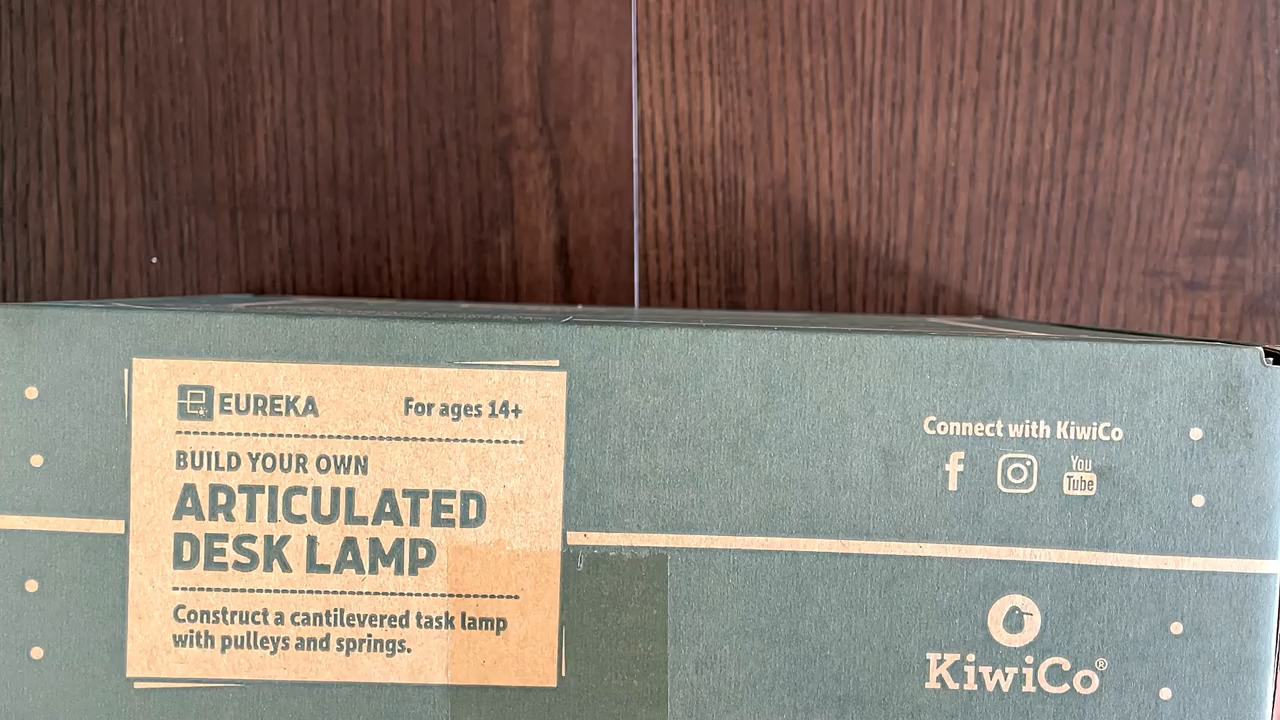 EUREKA
For ages 14+
BUILD YOUR OWN
ARTICULATED
DESK LAMP
Construct a cantilevered task lamp
with pulleys and springs.
Connect with KiwiCo
You
Tube
KiwiCo®